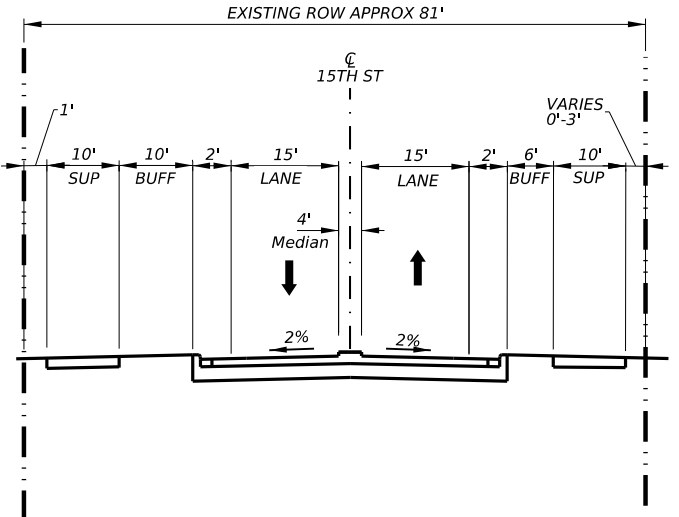 EXISTING ROW APPROX 81'
℄
15TH ST
1'
VARIES
0'-3'
10'
10'
2'
15'
15'
2'
6'
10'
SUP
BUFF
LANE
LANE
BUFF
SUP
4'
Median
2%
2%